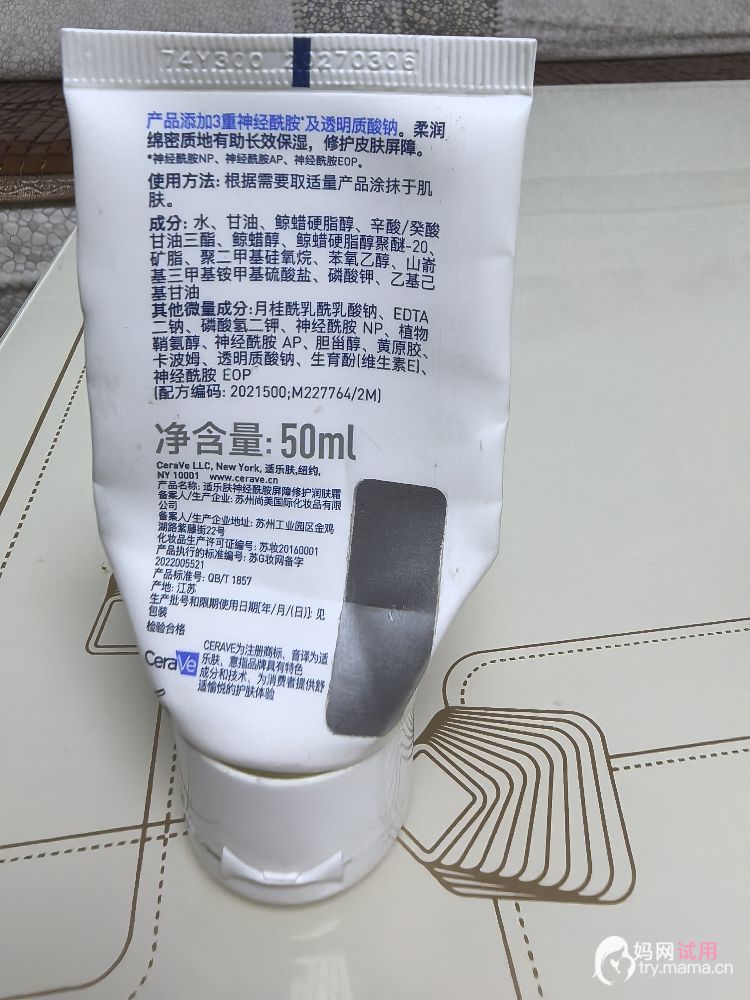 74Y300 20270306
产品添加3重神经酰胺*及透明质酸钠。柔润
绵密质地有助长效保湿，修护皮肤屏障。
*神经酰胺NP、神经酰胺AP、神经酰胺EOP。
使用方法：根据需要取适量产品涂抹于肌
肤。
成分：水、甘油、鲸蜡硬脂醇、辛酸/癸酸
甘油三酯、鲸蜡醇、鲸蜡硬脂醇聚醚-20、
矿脂、聚二甲基硅氧烷、苯氧乙醇、山嵛
基三甲基铵甲基硫酸盐、磷酸钾、乙基己
基甘油
其他微量成分：月桂酰乳酰乳酸钠、EDTA
二钠、磷酸氢二钾、神经酰胺 NP、植物
鞘氨醇、神经酰胺 AP、胆甾醇、黄原胶、
卡波姆、透明质酸钠、生育酚(维生素E)、
神经酰胺 EOP
(配方编码：2021500;M227764/2M)
净含量：50ml
CeraVe LLC, New York, 适乐肤,纽约,
NY 10001 www.cerave.cn
产品名称：适乐肤神经酰胺屏障修护润肤霜
备案人/生产企业：苏州尚美国际化妆品有限
公司
备案人/生产企业地址：苏州工业园区金鸡
湖路紫藤街22号
化妆品生产许可证编号：苏妆20160001
产品执行的标准编号：苏G妆网备字
2022005521
产品标准号：QB/T 1857
产地：江苏
生产批号和限期使用日期[年/月/(日)]：见
包装
检验合格
CeraVe
CERAVE为注册商标，音译为适
乐肤，意指品牌具有特色
成分和技术，为消费者提供舒
适愉悦的护肤体验
妈网试用
try.mama.cn